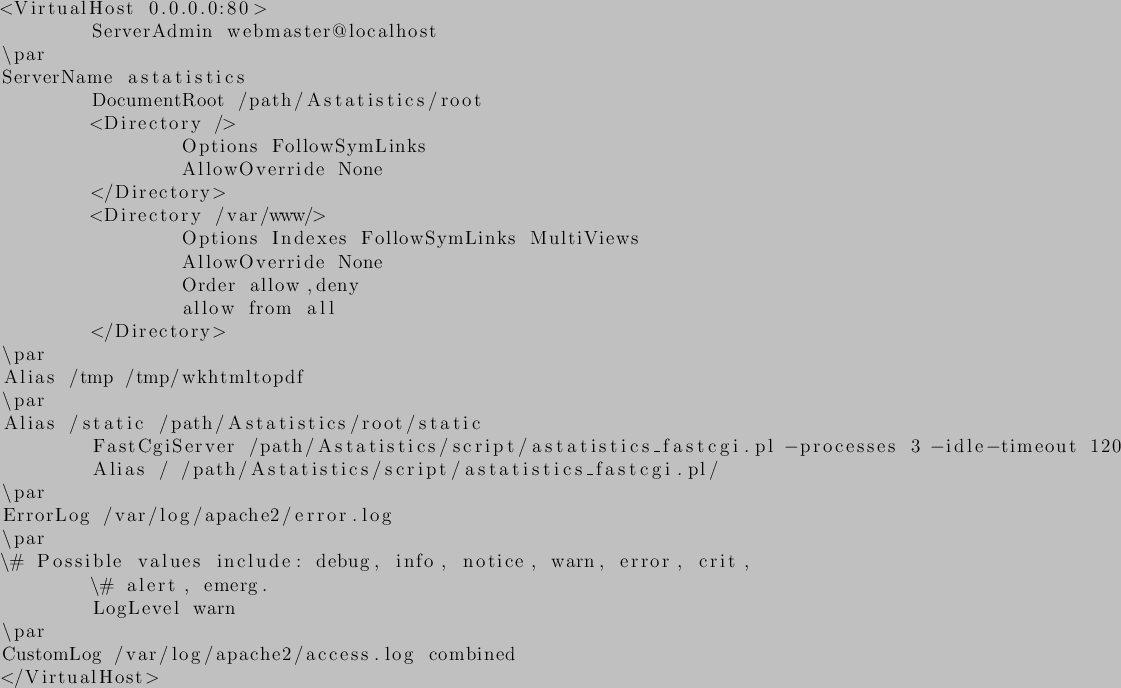 <VirtualHost 0.0.0.0:80>
ServerAdmin webmaster@localhost
\par
ServerName astatistics
DocumentRoot /path/Astatistics/root
<Directory />
Options FollowSymLinks
AllowOverride None
</Directory>
<Directory /var/www/>
Options Indexes FollowSymLinks MultiViews
AllowOverride None
Order allow,deny
allow from all
</Directory>
\par
Alias /tmp /tmp/wkhtmltopdf
\par
Alias /static /path/Astatistics/root/static
FastCgiServer /path/Astatistics/script/astatistics_fastcgi.pl -processes 3 -idle-timeout 120
Alias / /path/Astatistics/script/astatistics_fastcgi.pl/
\par
ErrorLog /var/log/apache2/error.log
\par
\# Possible values include: debug, info, notice, warn, error, crit,
\# alert, emerg.
LogLevel warn
\par
CustomLog /var/log/apache2/access.log combined
</VirtualHost>